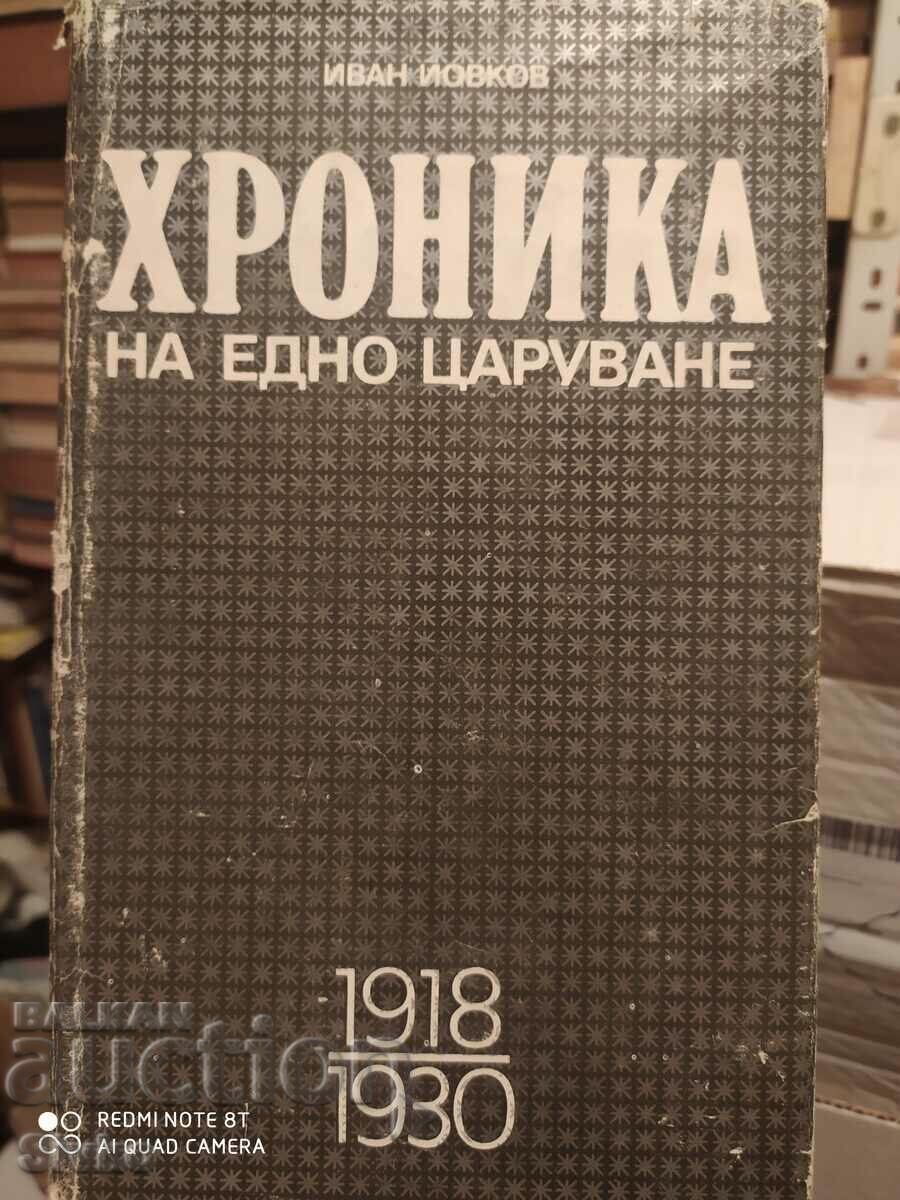 ИВАН ЙОВКОВ
ХРОНИКА
НА ЕДНО ЦАРУВАНЕ
1918
1930
BALKAN
auction
REDMI NOTE 8T
AI QUAD CAMERA